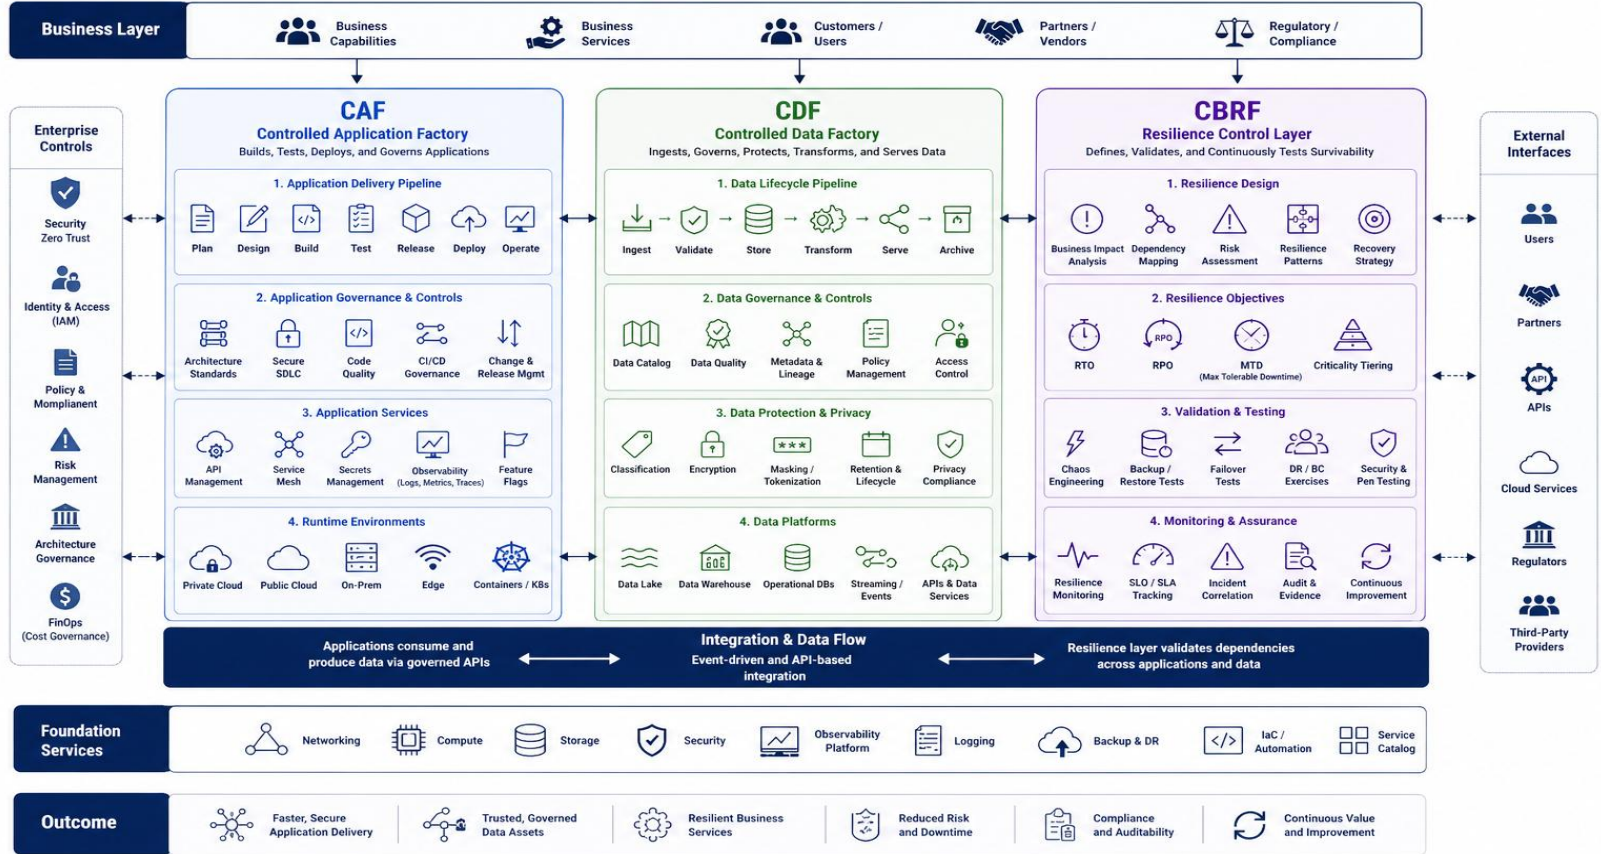 Business Layer
Business
Capabilities
Business
Services
Customers /
Users
Partners /
Vendors
Regulatory /
Compliance
Enterprise
Controls
Security
Zero Trust
Identity & Access
(IAM)
Policy &
Mompliament
Risk
Management
Architecture
Governance
FinOps
(Cost Governance)
CAF
Controlled Application Factory
Builds, Tests, Deploys, and Governs Applications
1. Application Delivery Pipeline
Plan
Design
Build
Test
Release
Deploy
Operate
2. Application Governance & Controls
Architecture
Standards
Secure
SDLC
Code
Quality
CI/CD
Governance
Change &
Release Mgmt
3. Application Services
API
Management
Service
Mesh
Secrets
Management
Observability
(Logs, Metrics, Traces)
Feature
Flags
4. Runtime Environments
Private Cloud
Public Cloud
On-Prem
Edge
Containers / KBs
CDF
Controlled Data Factory
Ingests, Governs, Protects, Transforms, and Serves Data
1. Data Lifecycle Pipeline
Ingest
Validate
Store
Transform
Serve
Archive
2. Data Governance & Controls
Data Catalog
Data Quality
Metadata &
Lineage
Policy
Management
Access
Control
3. Data Protection & Privacy
Classification
Encryption
***
Masking /
Tokenization
Retention &
Lifecycle
Privacy
Compliance
4. Data Platforms
Data Lake
Data Warehouse
Operational DBs
Streaming /
Events
APIs & Data
Services
CBRF
Resilience Control Layer
Defines, Validates, and Continuously Tests Survivability
1. Resilience Design
Business Impact
Analysis
Dependency
Mapping
Risk
Assessment
Resilience
Patterns
Recovery
Strategy
2. Resilience Objectives
RTO
RPO
RPO
MTD
(Max Tolerable Downtime)
Criticality Tiering
3. Validation & Testing
Chaos
Engineering
Backup /
Restore Tests
Failover
Tests
DR / BC
Exercises
Security &
Pen Testing
4. Monitoring & Assurance
Resilience
Monitoring
SLO / SLA
Tracking
Incident
Correlation
Audit &
Evidence
Continuous
Improvement
External
Interfaces
Users
Partners
API
APIs
Cloud Services
Regulators
Third-Party
Providers
Applications consume and
produce data via governed APIs
Integration & Data Flow
Event-driven and API-based
integration
Resilience layer validates dependencies
across applications and data
Foundation
Services
Networking
Compute
Storage
Security
Observability
Platform
Logging
Backup & DR
</>
IaC /
Automation
Service
Catalog
Outcome
Faster, Secure
Application Delivery
Trusted, Governed
Data Assets
Resilient Business
Services
Reduced Risk
and Downtime
Compliance
and Auditability
Continuous Value
and Improvement